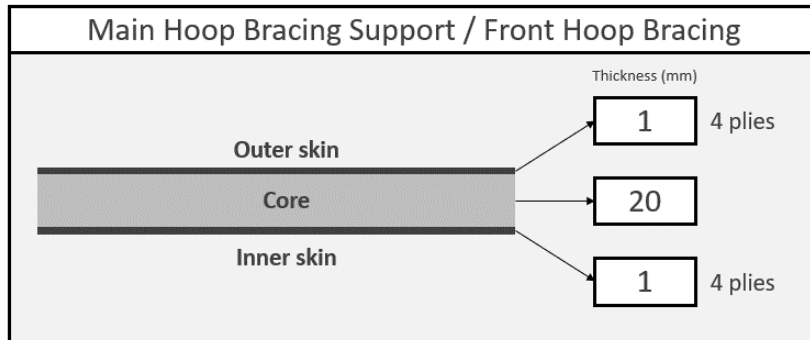 Main Hoop Bracing Support / Front Hoop Bracing
Thickness (mm)
1 4 plies
Outer skin
Core
20
Inner skin
1 4 plies